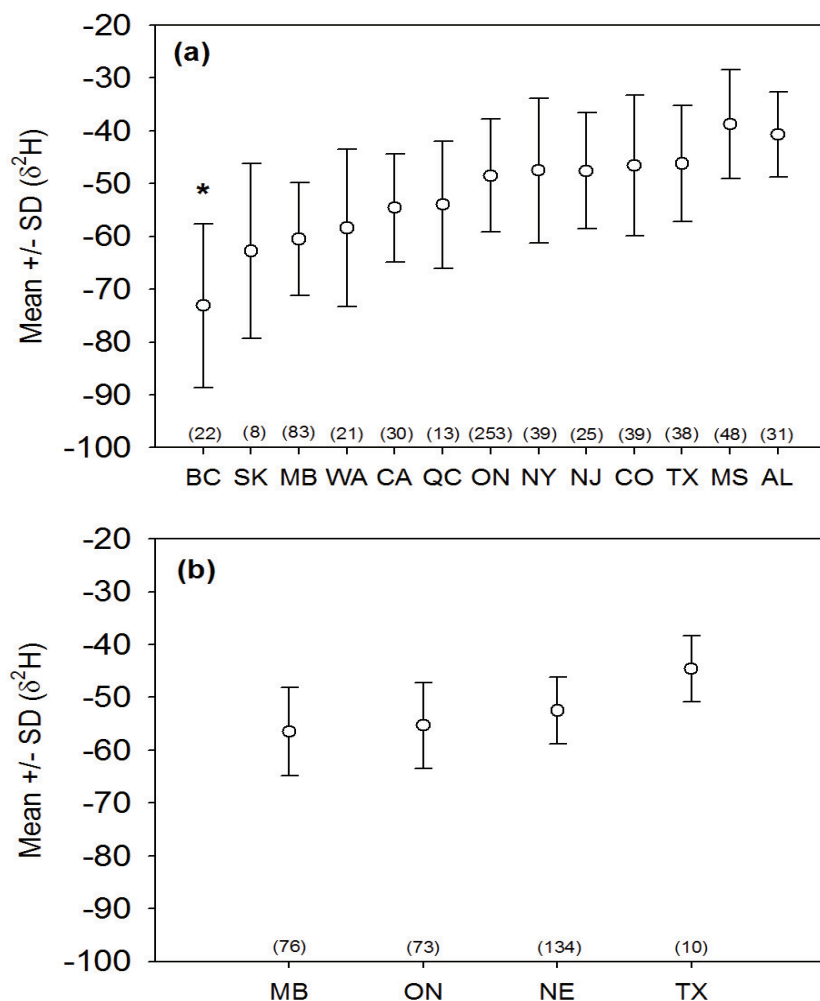 (a)
Mean +/- SD (δ²H)
-20
-30
-40
-50
-60
-70
-80
-90
-100
*
(22) (8) (83) (21) (30) (13) (253) (39) (25) (39) (38) (48) (31)
BC SK MB WA CA QC ON NY NJ CO TX MS AL
(b)
Mean +/- SD (δ²H)
-20
-30
-40
-50
-60
-70
-80
-90
-100
(76) (73) (134) (10)
MB ON NE TX